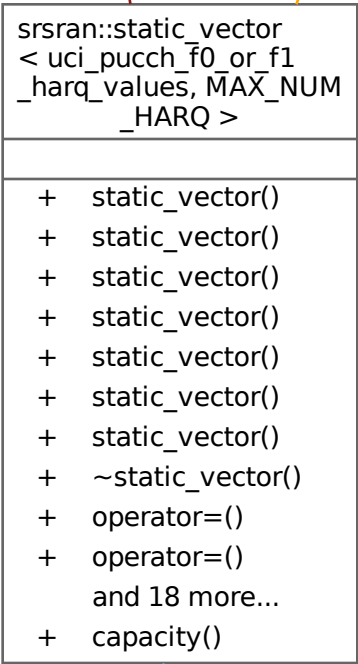 srsran::static_vector
< uci_pucch_f0_or_f1
_harq_values, MAX_NUM
_HARQ >
+ static_vector()
+ static_vector()
+ static_vector()
+ static_vector()
+ static_vector()
+ static_vector()
+ static_vector()
+ ~static_vector()
+ operator=()
+ operator=()
and 18 more...
+ capacity()